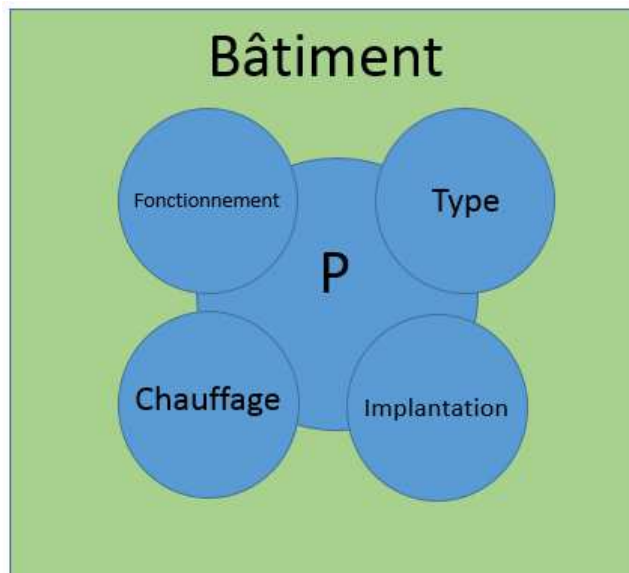 Bâtiment
Fonctionnement
Type
P
Chauffage
Implantation